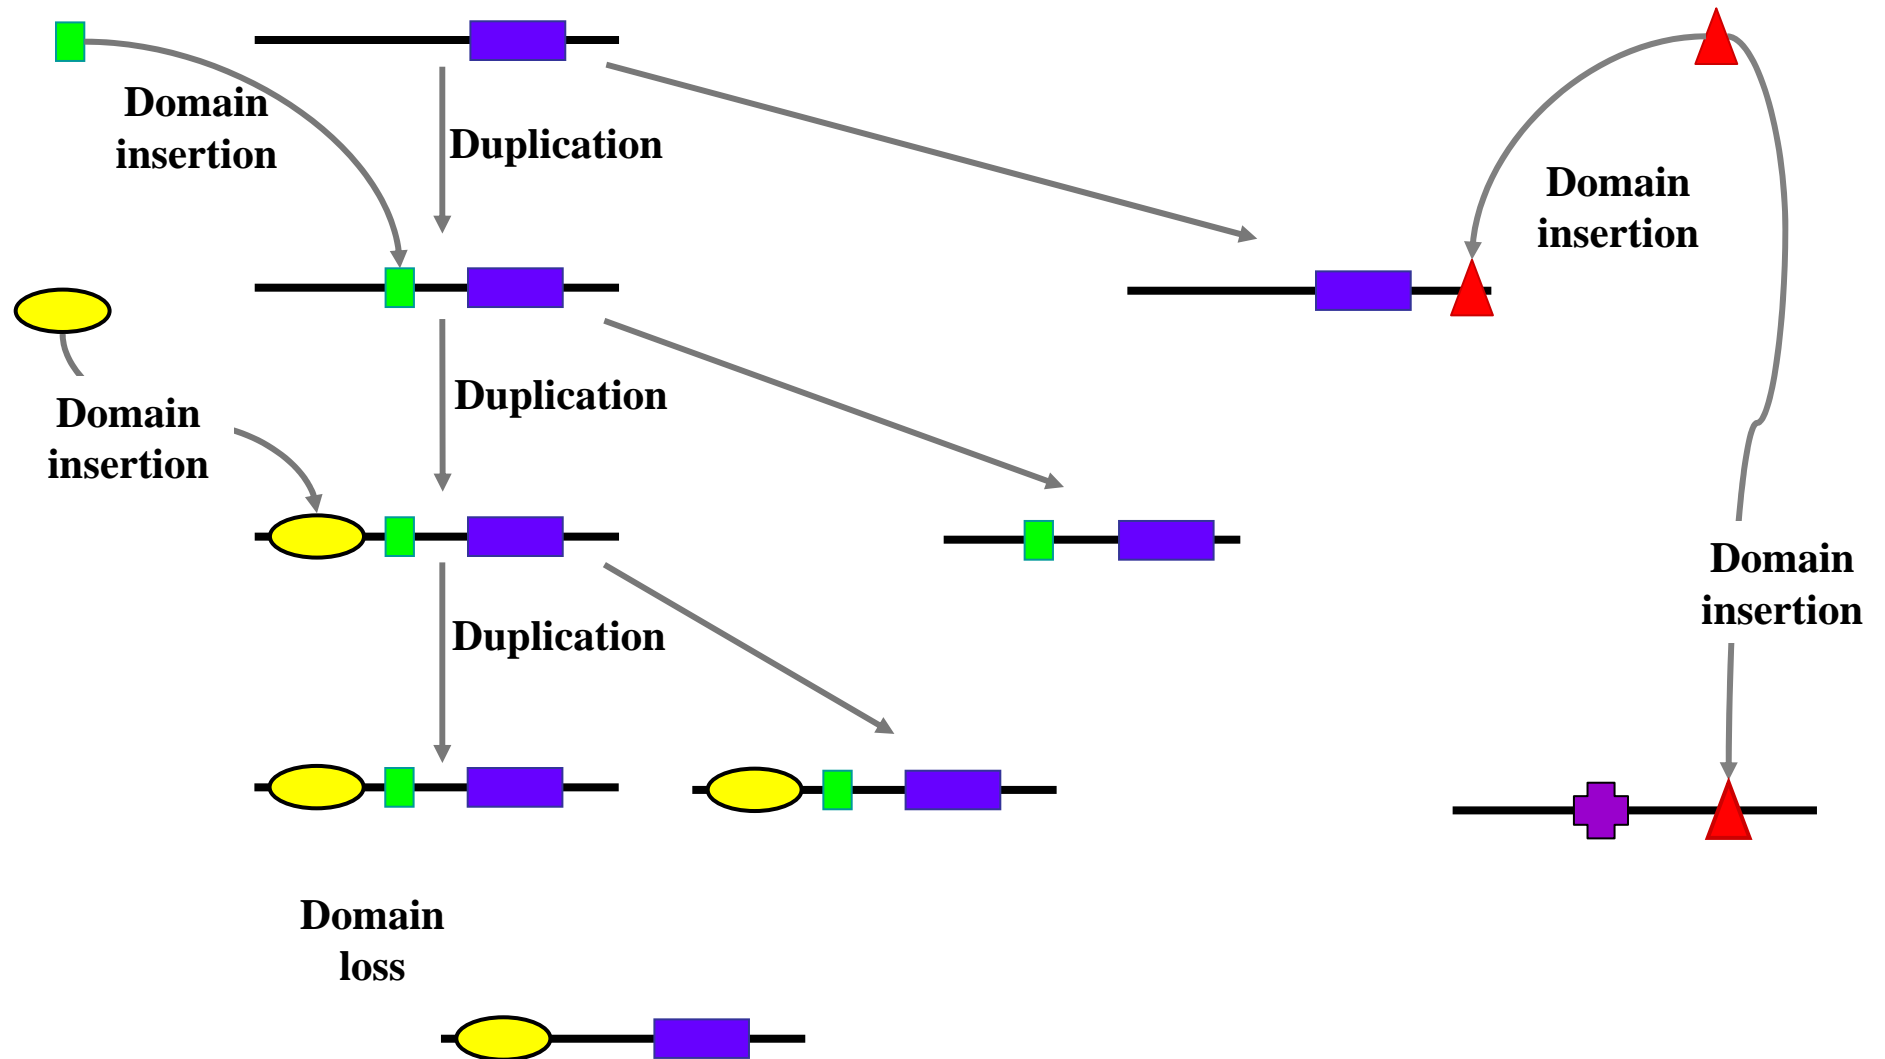 Domain
insertion
Duplication
Domain
insertion
Duplication
Domain
insertion
Domain
insertion
Duplication
Domain
loss